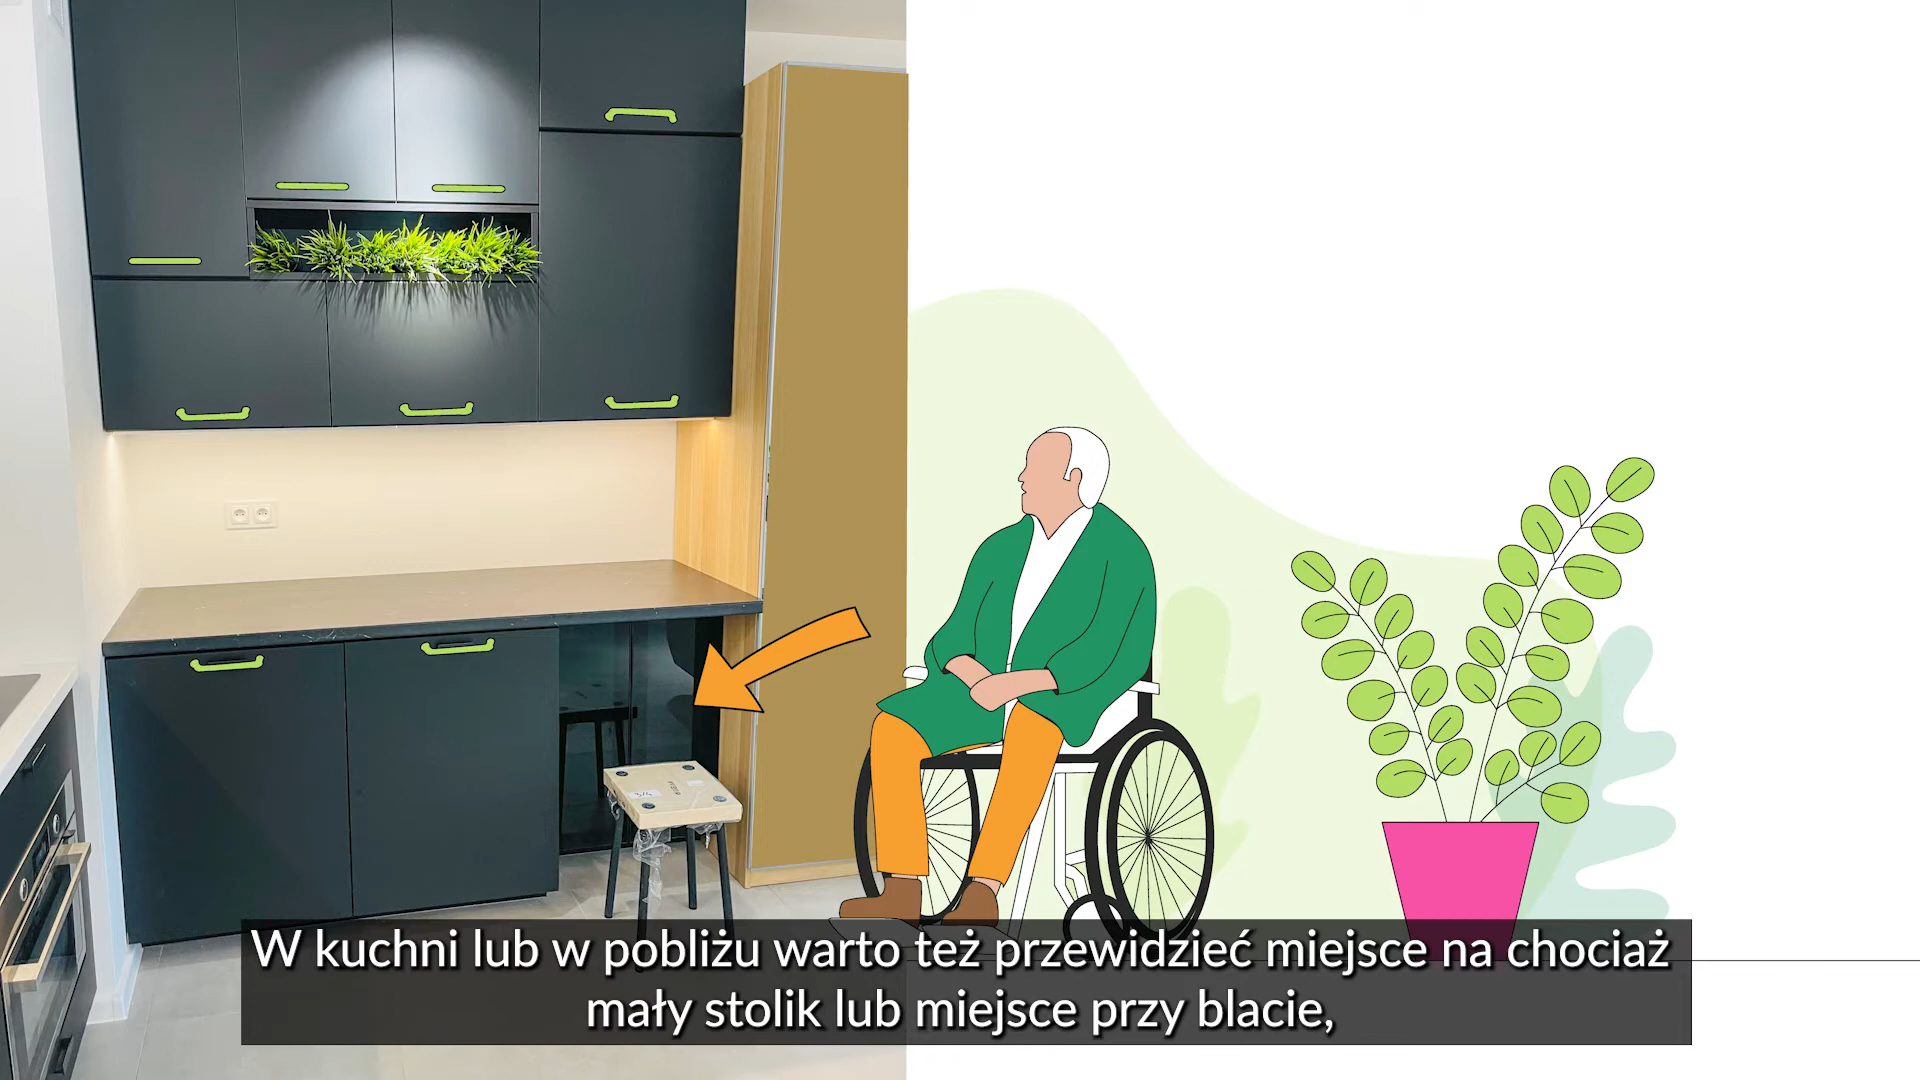 W kuchni lub w pobliżu warto też przewidzieć miejsce na chociaż
mały stolik lub miejsce przy blacie,